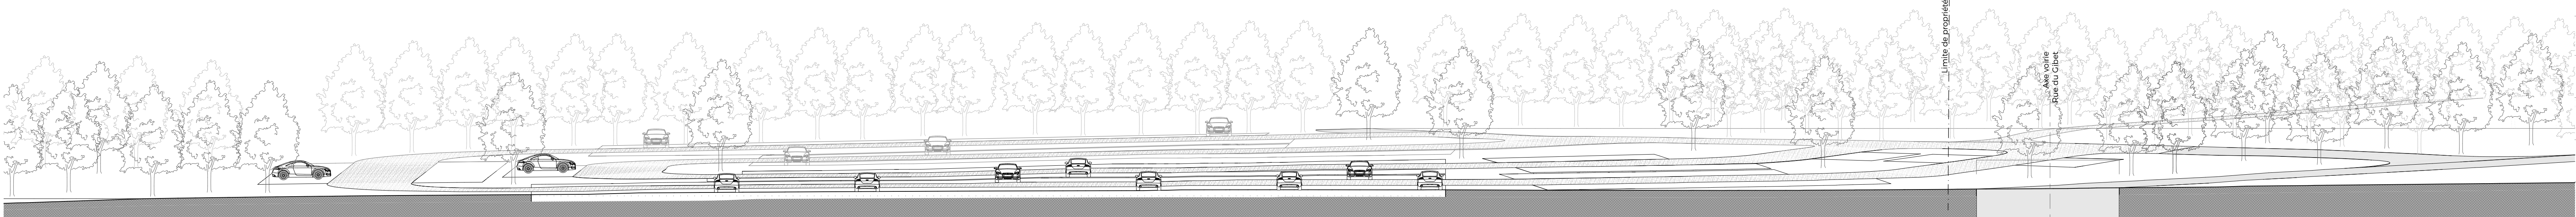 Limite de propriété
Axe voirie
Rue du Gibet